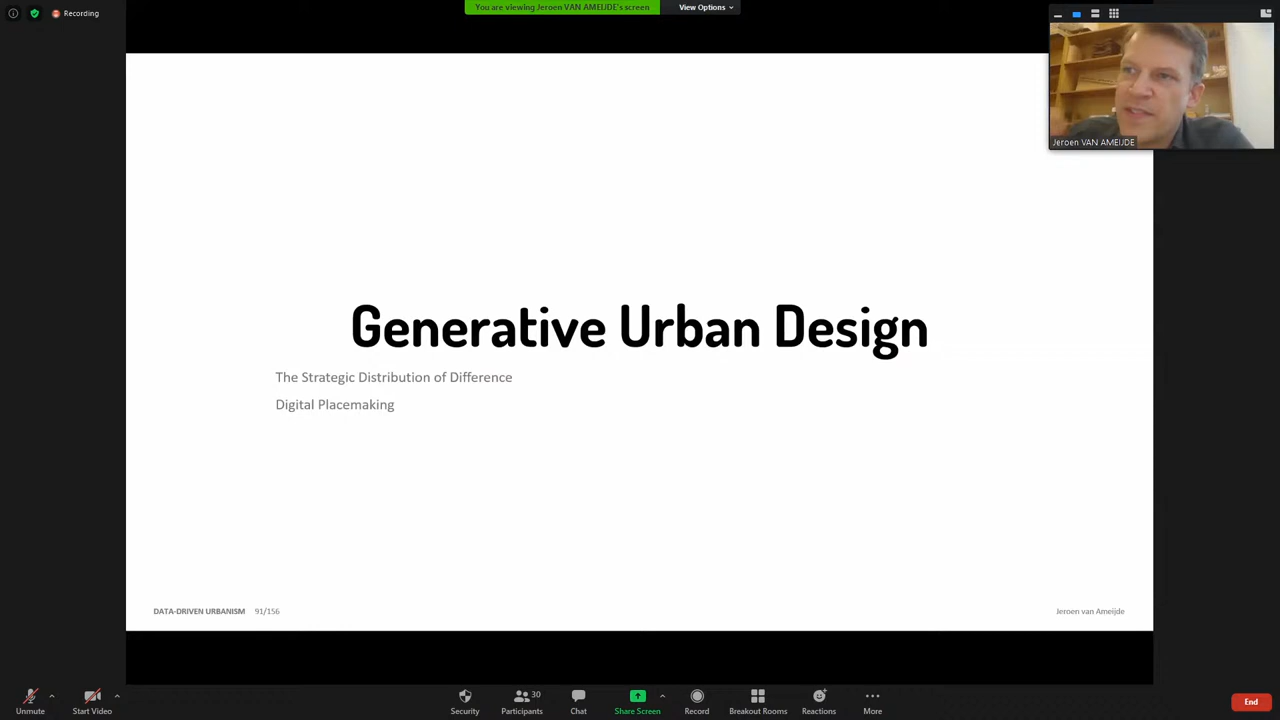 Recording
You are viewing Jeroen VAN AMEIJDE's screen
View Options
Jeroen VAN AMEIJDE
Generative Urban Design
The Strategic Distribution of Difference
Digital Placemaking
DATA-DRIVEN URBANISM 91/156
Jeroen van Ameijde
Unmute
Start Video
Security
Participants 30
Chat
Share Screen
Record
Breakout Rooms
Reactions
More
End